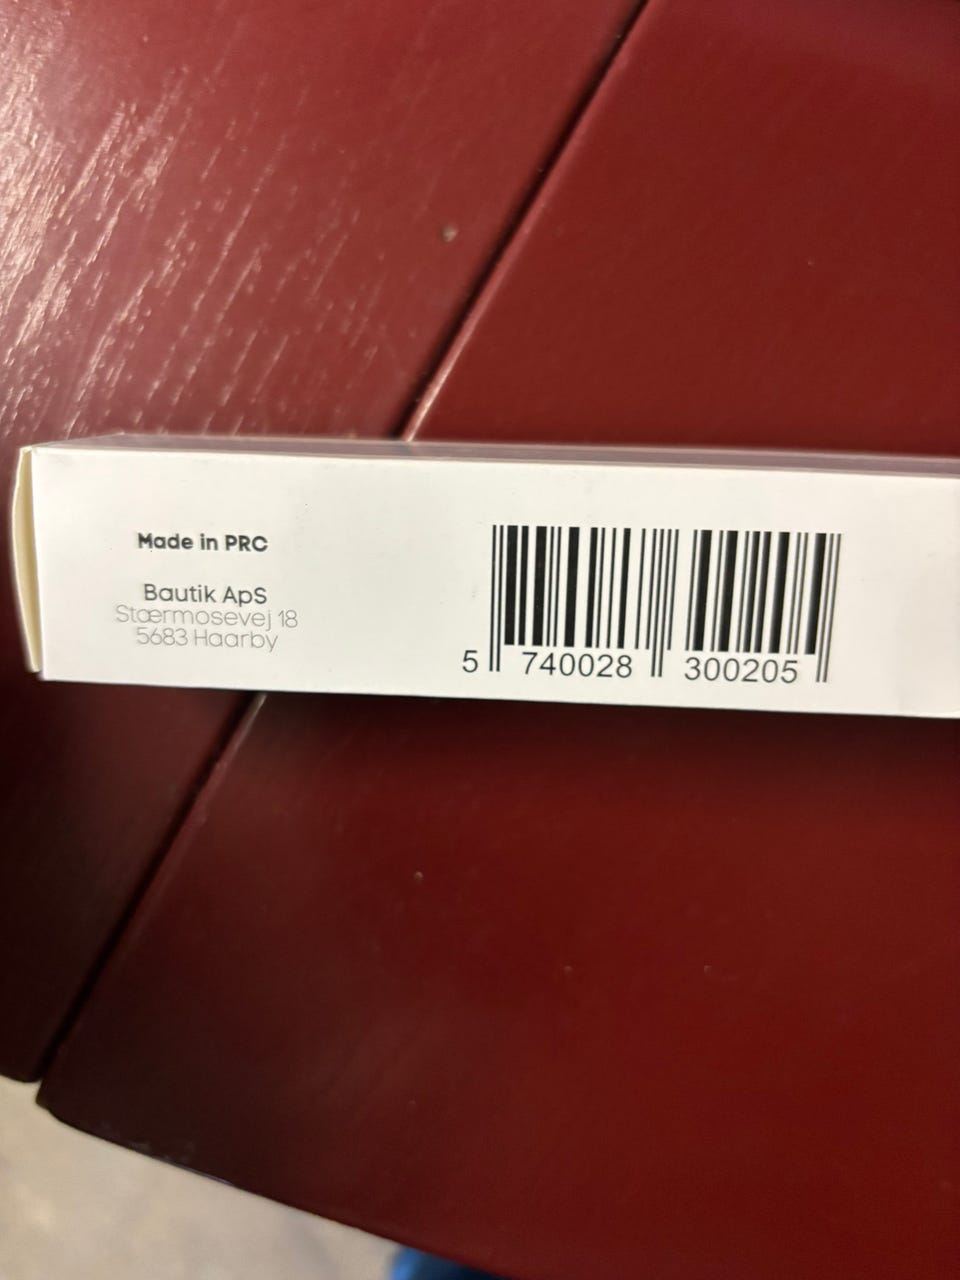 Made in PRC
Bautik ApS
Stærmosevej 18
5683 Haarby
5 740028 300205